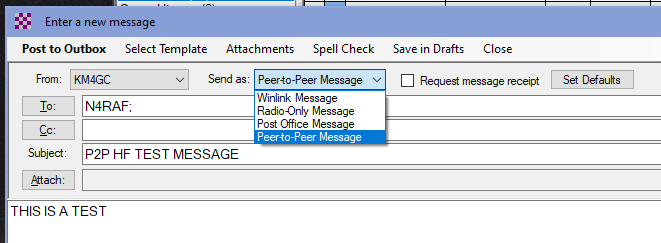 Enter a new message
Post to Outbox Select Template Attachments Spell Check Save in Drafts Close
From: KM4GC Send as: Peer-to-Peer Message Request message receipt Set Defaults
Winlink Message
Radio-Only Message
Post Office Message
Peer-to-Peer Message
To: N4RAF;
Cc:
Subject: P2P HF TEST MESSAGE
Attach:
THIS IS A TEST